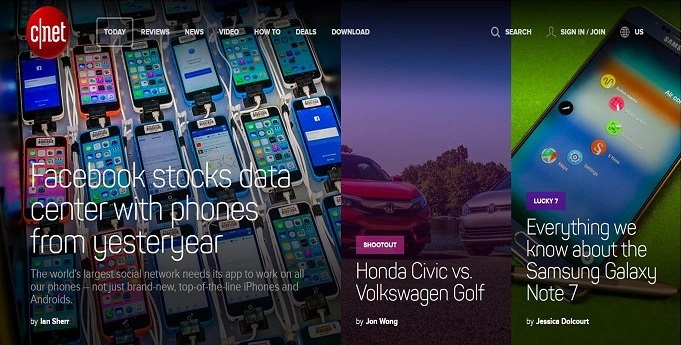 c|net
TODAY
REVIEWS
NEWS
VIDEO
HOW TO
DEALS
DOWNLOAD
SEARCH
SIGN IN / JOIN
US
Facebook stocks data
center with phones
from yesteryear
The world's largest social network needs its app to work on all
our phones – not just brand-new, top-of-the-line iPhones and
Androids.
by Ian Sherr
SHOOTOUT
Honda Civic vs.
Volkswagen Golf
by Jon Wong
LUCKY 7
Everything we
know about the
Samsung Galaxy
Note 7
by Jessica Dolcourt